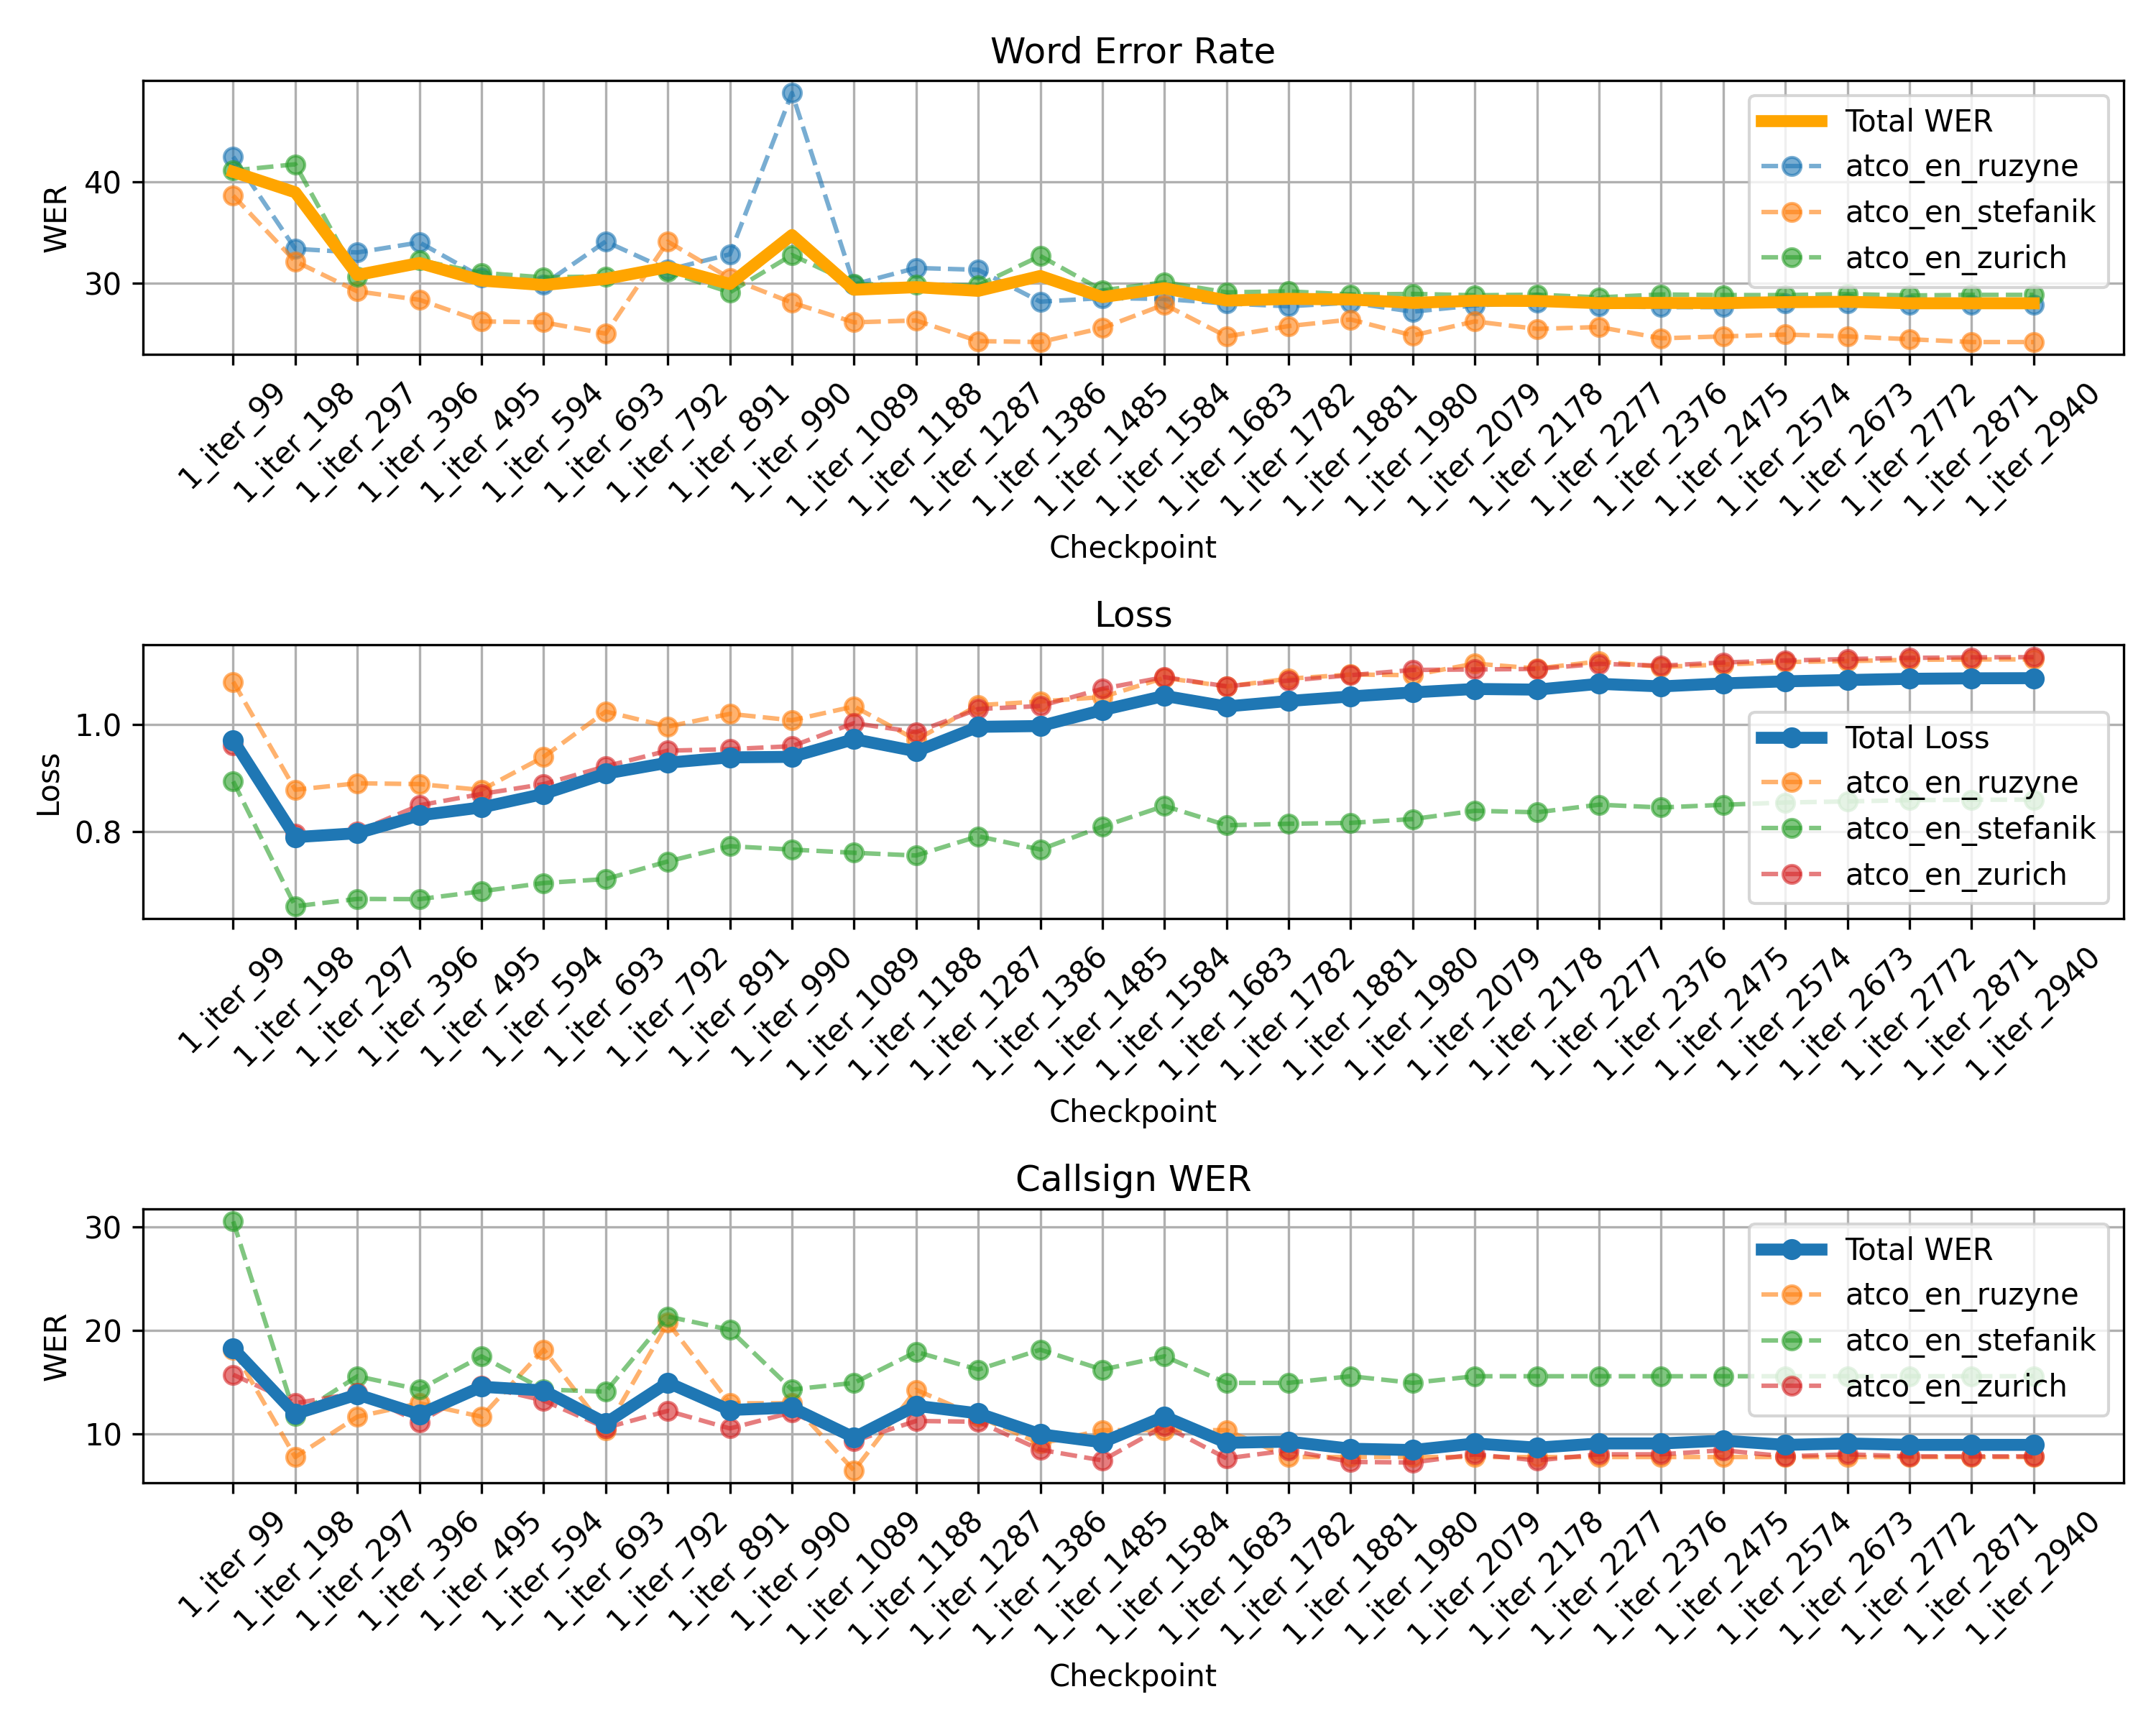 Word Error Rate
WER
40
30
Total WER
atco_en_ruzyne
atco_en_stefanik
atco_en_zurich
1_iter_99
1_iter_198
1_iter_297
1_iter_396
1_iter_495
1_iter_594
1_iter_693
1_iter_792
1_iter_891
1_iter_990
1_iter_1089
1_iter_1188
1_iter_1287
1_iter_1386
1_iter_1485
1_iter_1584
1_iter_1683
1_iter_1782
1_iter_1881
1_iter_1980
1_iter_2079
1_iter_2178
1_iter_2277
1_iter_2376
1_iter_2475
1_iter_2574
1_iter_2673
1_iter_2772
1_iter_2871
1_iter_2940
Checkpoint
Loss
Loss
1.0
0.8
Total Loss
atco_en_ruzyne
atco_en_stefanik
atco_en_zurich
1_iter_99
1_iter_198
1_iter_297
1_iter_396
1_iter_495
1_iter_594
1_iter_693
1_iter_792
1_iter_891
1_iter_990
1_iter_1089
1_iter_1188
1_iter_1287
1_iter_1386
1_iter_1485
1_iter_1584
1_iter_1683
1_iter_1782
1_iter_1881
1_iter_1980
1_iter_2079
1_iter_2178
1_iter_2277
1_iter_2376
1_iter_2475
1_iter_2574
1_iter_2673
1_iter_2772
1_iter_2871
1_iter_2940
Checkpoint
Callsign WER
WER
30
20
10
Total WER
atco_en_ruzyne
atco_en_stefanik
atco_en_zurich
1_iter_99
1_iter_198
1_iter_297
1_iter_396
1_iter_495
1_iter_594
1_iter_693
1_iter_792
1_iter_891
1_iter_990
1_iter_1089
1_iter_1188
1_iter_1287
1_iter_1386
1_iter_1485
1_iter_1584
1_iter_1683
1_iter_1782
1_iter_1881
1_iter_1980
1_iter_2079
1_iter_2178
1_iter_2277
1_iter_2376
1_iter_2475
1_iter_2574
1_iter_2673
1_iter_2772
1_iter_2871
1_iter_2940
Checkpoint